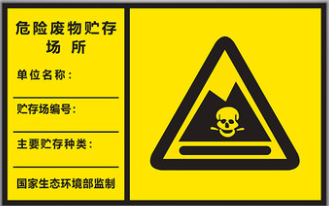 危险废物贮存
场 所
单位名称：
贮存场编号：
主要贮存种类：
国家生态环境部监制